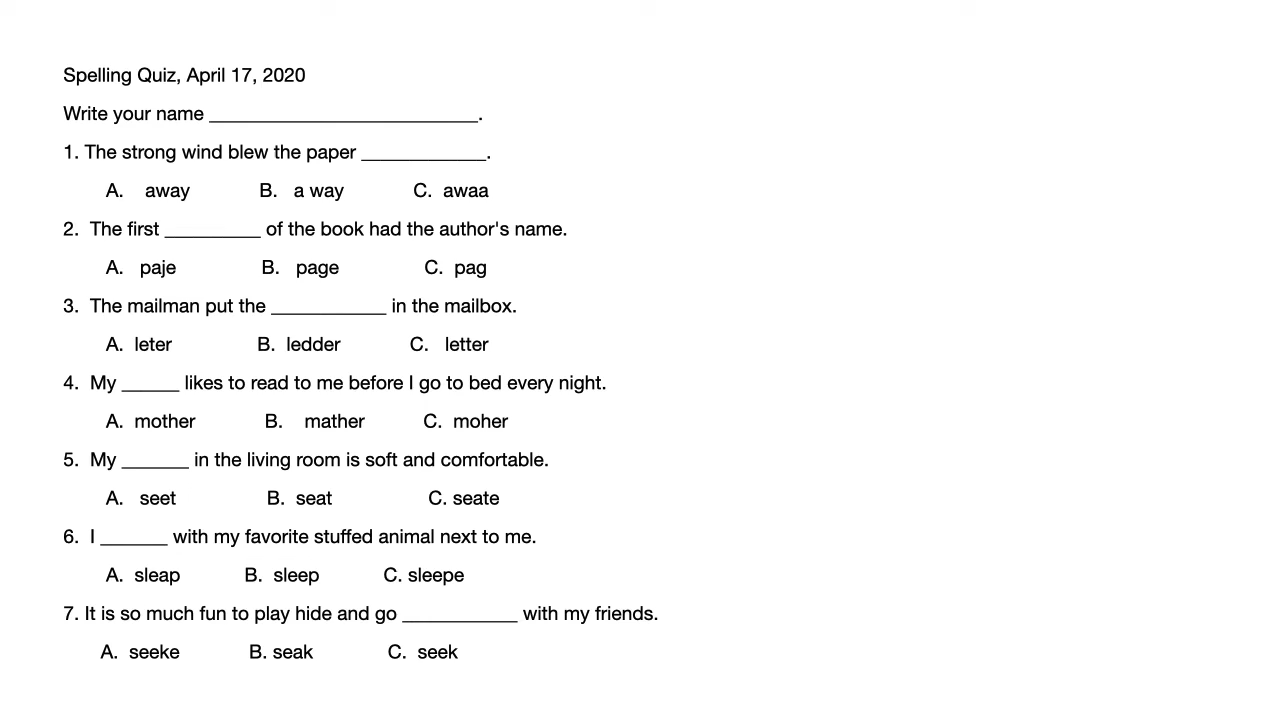 Spelling Quiz, April 17, 2020
Write your name ____________________________.
1. The strong wind blew the paper _____________.
A. away B. a way C. awaa
2. The first __________ of the book had the author's name.
A. paje B. page C. pag
3. The mailman put the ____________ in the mailbox.
A. leter B. ledder C. letter
4. My ______ likes to read to me before I go to bed every night.
A. mother B. mather C. moher
5. My _______ in the living room is soft and comfortable.
A. seet B. seat C. seate
6. I _______ with my favorite stuffed animal next to me.
A. sleap B. sleep C. sleepe
7. It is so much fun to play hide and go ____________ with my friends.
A. seeke B. seak C. seek